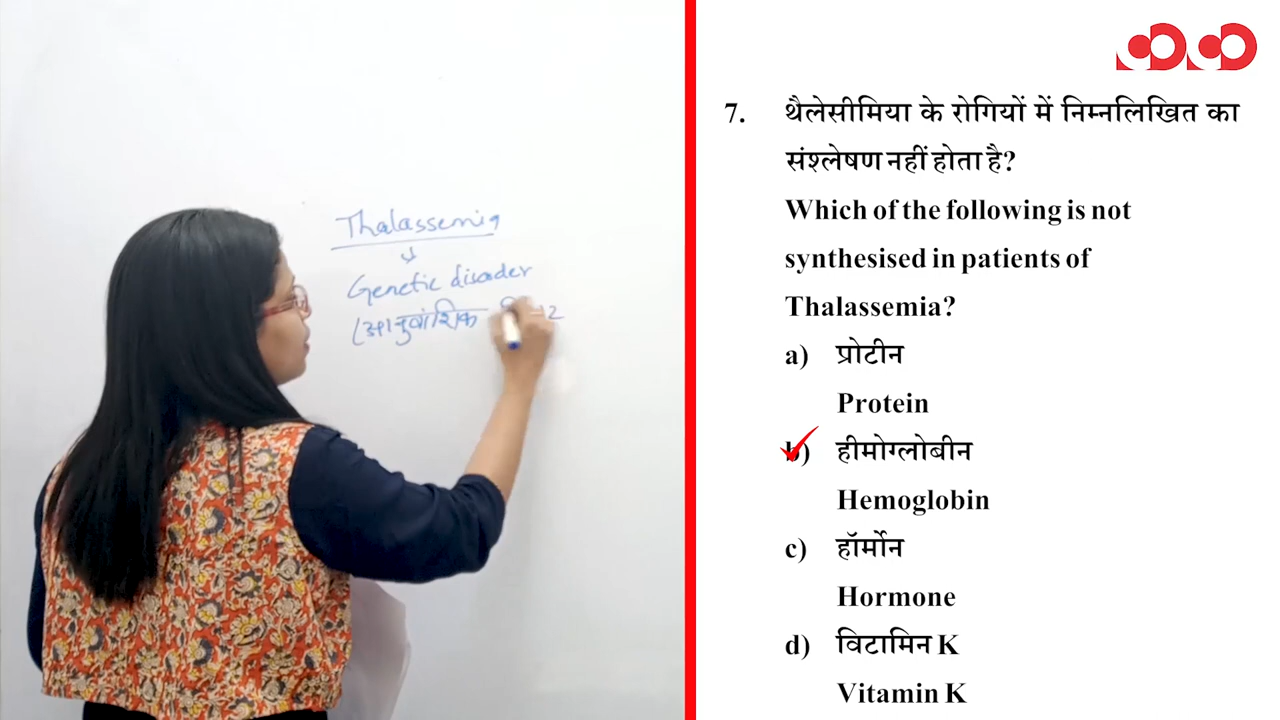 Thalassemia
Genetic disorder
(आनुवांशिक
7. थैलेसीमिया के रोगियों में निम्नलिखित का
संश्लेषण नहीं होता है?
Which of the following is not
synthesised in patients of
Thalassemia?
a) प्रोटीन
Protein
b) हीमोग्लोबीन
Hemoglobin
c) हॉर्मोन
Hormone
d) विटामिन K
Vitamin K